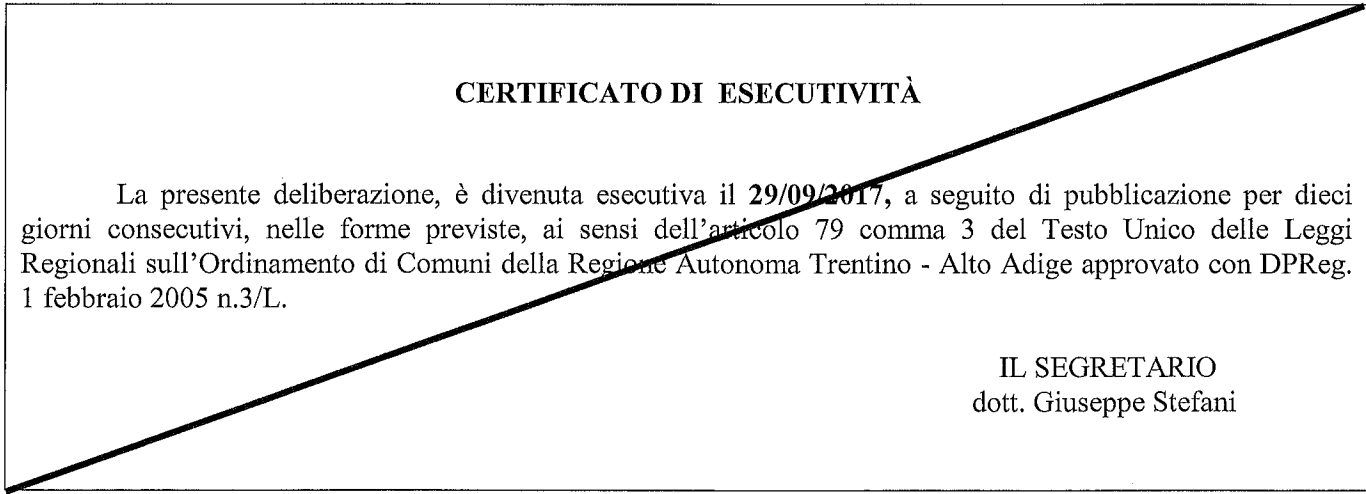 CERTIFICATO DI ESECUTIVITÀ
La presente deliberazione, è divenuta esecutiva il 29/09/2017, a seguito di pubblicazione per dieci
giorni consecutivi, nelle forme previste, ai sensi dell'articolo 79 comma 3 del Testo Unico delle Leggi
Regionali sull'Ordinamento di Comuni della Regione Autonoma Trentino - Alto Adige approvato con DPReg.
1 febbraio 2005 n.3/L.
IL SEGRETARIO
dott. Giuseppe Stefani